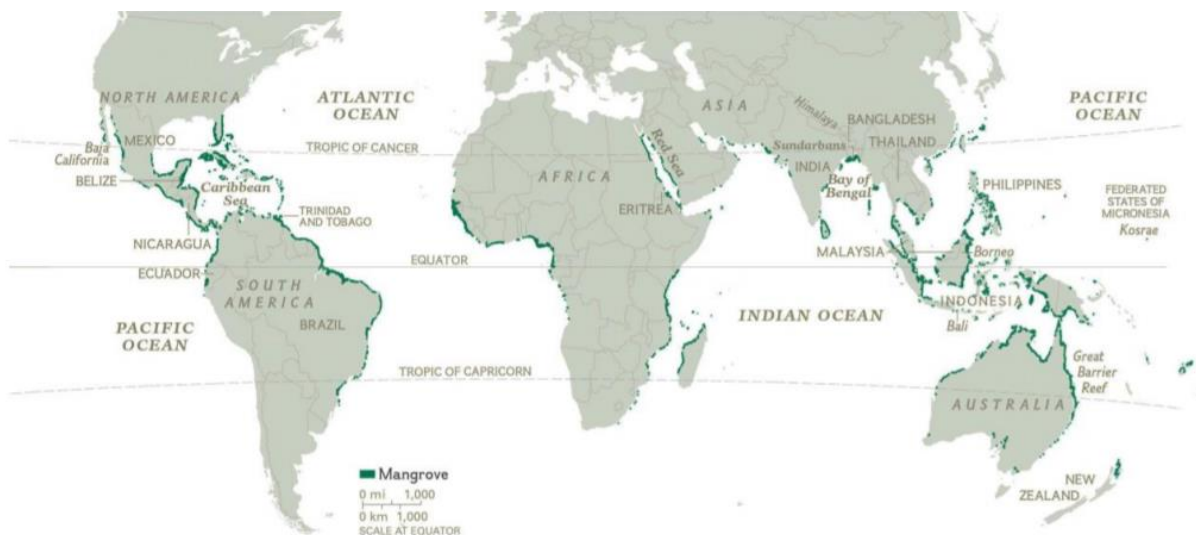 NORTH AMERICA
ATLANTIC
OCEAN
ASIA
Himalaya
PACIFIC
OCEAN
MEXICO
Baja
California
TROPIC OF CANCER
Red Sea
BANGLADESH
THAILAND
Sundarbans
INDIA
Bay of
Bengal
BELIZE
Caribbean
Sea
AFRICA
ERITREA
PHILIPPINES
FEDERATED
STATES OF
MICRONESIA
Kosrae
TRINIDAD
AND TOBAGO
NICARAGUA
MALAYSIA
Borneo
EQUATOR
ECUADOR
SOUTH
AMERICA
BRAZIL
INDONESIA
Bali
PACIFIC
OCEAN
INDIAN OCEAN
TROPIC OF CAPRICORN
Great
Barrier
Reef
AUSTRALIA
NEW
ZEALAND
Mangrove
0 mi 1,000
0 km 1,000
SCALE AT EQUATOR